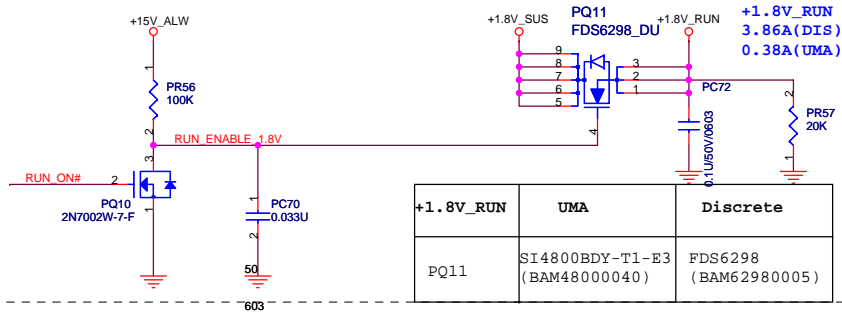 +15V_ALW
+1.8V_SUS
PQ11
FDS6298_DU
+1.8V_RUN
+1.8V_RUN
3.86A(DIS)
0.38A(UMA)
1
PR56
100K
2
9
8
7
6
5
3
2
1
4
PC72
0.1U/50V/0603
2
PR57
20K
1
RUN_ENABLE_1.8V
3
RUN_ON#
2
PQ10
2N7002W-7-F
1
1
PC70
0.033U
2
50
603
+1.8V_RUN UMA Discrete
PQ11 SI4800BDY-T1-E3 FDS6298
(BAM48000040) (BAM62980005)